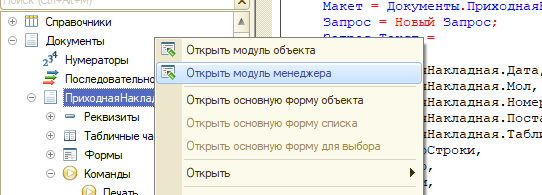 Поиск (Ctrl+Alt+M)
Справочники
Документы
Нумераторы
Последовательно
ПриходнаяНаклад
Реквизиты
Табличные ча
Формы
Команды
Печать
Открыть модуль объекта
Открыть модуль менеджера
Открыть основную форму объекта
Открыть основную форму списка
Открыть основную форму для выбора
Открыть
Макет = Документы.Приходная
Запрос = Новый Запрос;
Запрос.Текст =
Накладная.Дата,
Накладная.Мол,
Накладная.Номер
Накладная.Поста
Накладная.Табли
Строки,